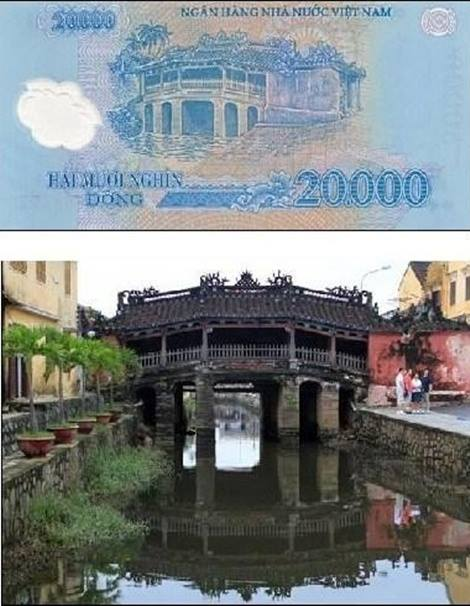 20.000
NGÂN HÀNG NHÀ NƯỚC VIỆT NAM
HAI MƯƠI NGHÌN
ĐỒNG
20.000